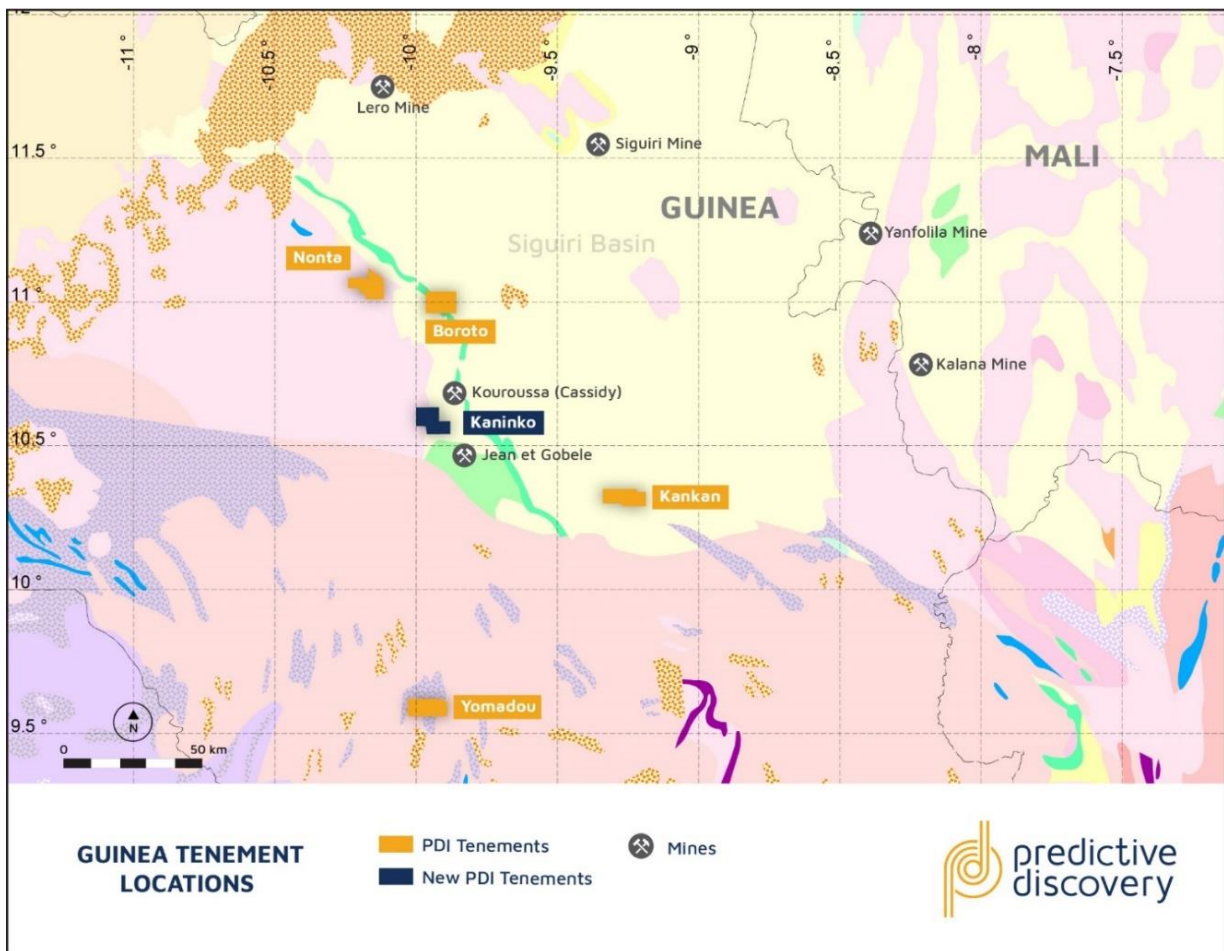 12
-11 °
-10.5 °
-10 °
-9.5 °
-9 °
-8.5 °
-8 °
-7.5 °
Lero Mine
Siguiri Mine
11.5 °
MALI
GUINEA
Yanfolila Mine
Siguiri Basin
Nonta
11 °
Boroto
Kalana Mine
Kouroussa (Cassidy)
Kaninko
10.5 °
Jean et Gobele
Kankan
10 °
Yomadou
N
9.5 °
0 50 km
GUINEA TENEMENT
LOCATIONS
PDI Tenements
New PDI Tenements
Mines
predictive
discovery